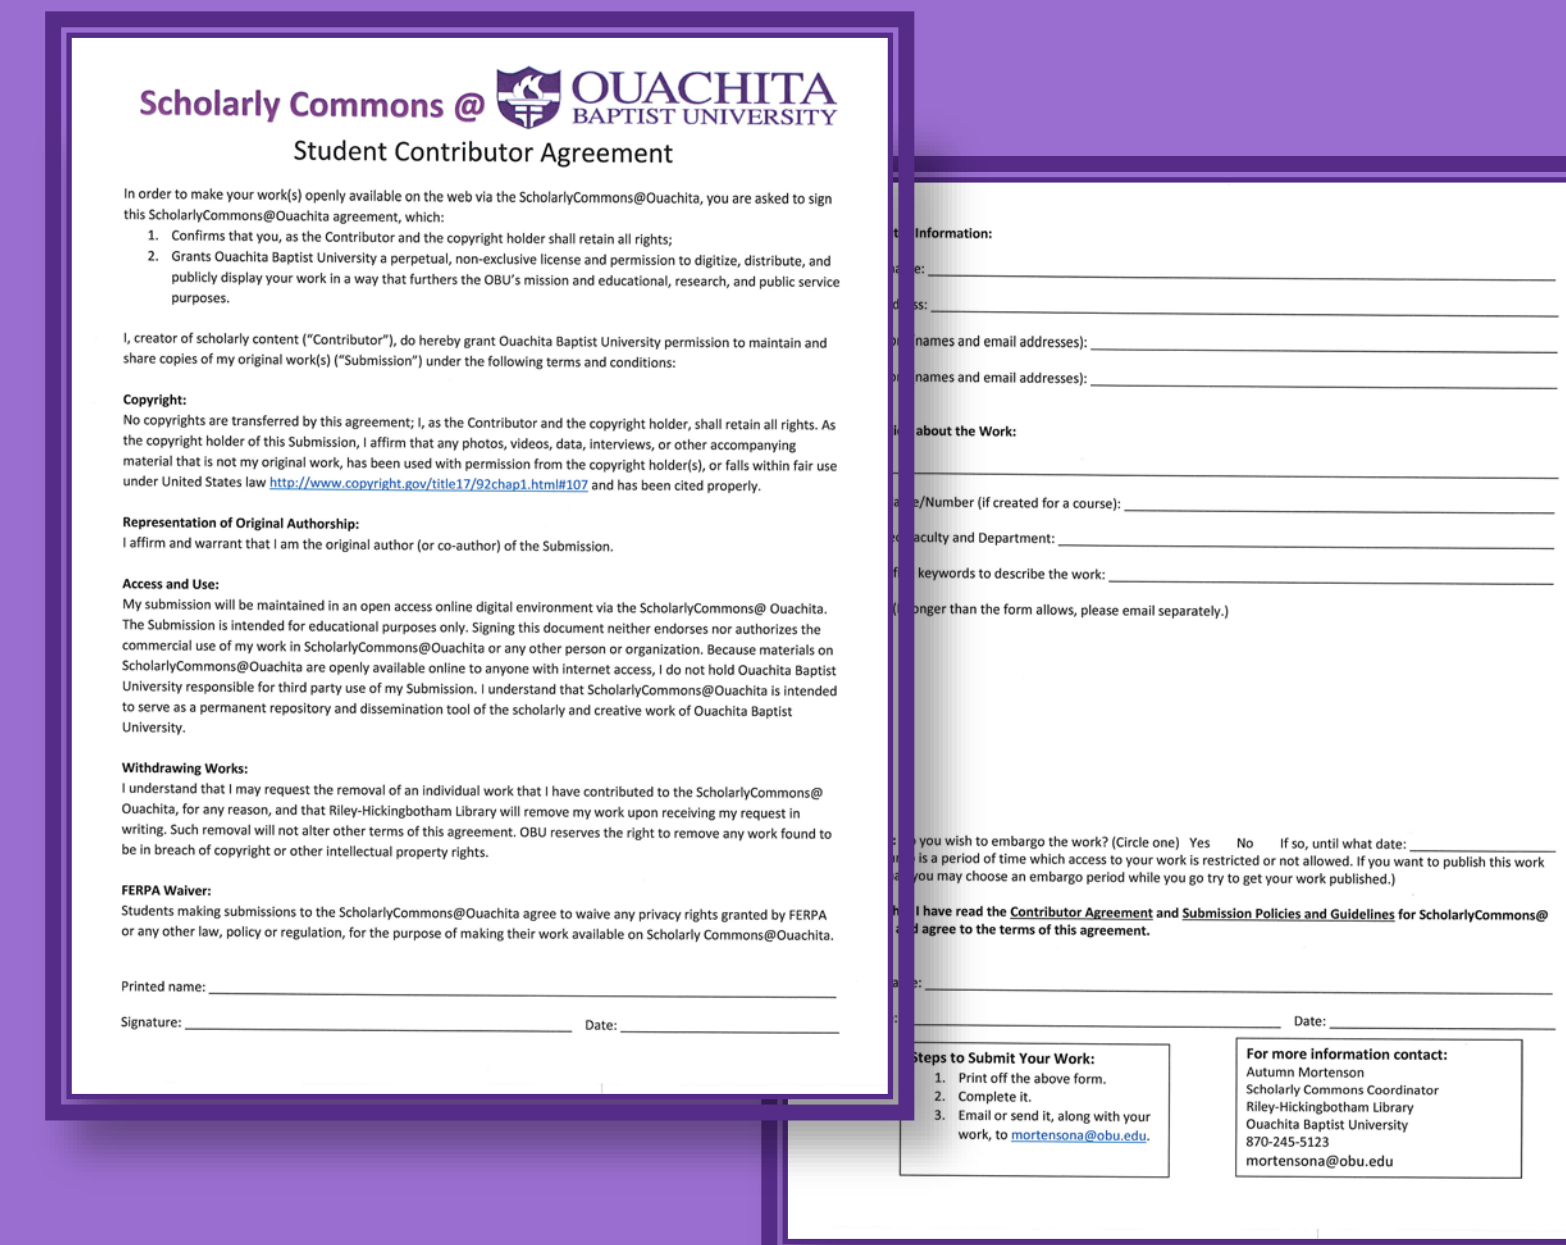 Scholarly Commons @ OUACHITA
BAPTIST UNIVERSITY
Student Contributor Agreement
In order to make your work(s) openly available on the web via the ScholarlyCommons@Ouachita, you are asked to sign
this ScholarlyCommons@Ouachita agreement, which:
1. Confirms that you, as the Contributor and the copyright holder shall retain all rights;
2. Grants Ouachita Baptist University a perpetual, non-exclusive license and permission to digitize, distribute, and
publicly display your work in a way that furthers the OBU's mission and educational, research, and public service
purposes.
I, creator of scholarly content ("Contributor"), do hereby grant Ouachita Baptist University permission to maintain and
share copies of my original work(s) ("Submission") under the following terms and conditions:
Copyright:
No copyrights are transferred by this agreement; I, as the Contributor and the copyright holder, shall retain all rights. As
the copyright holder of this Submission, I affirm that any photos, videos, data, interviews, or other accompanying
material that is not my original work, has been used with permission from the copyright holder(s), or falls within fair use
under United States law http://www.copyright.gov/title17/92chap1.html#107 and has been cited properly.
Representation of Original Authorship:
I affirm and warrant that I am the original author (or co-author) of the Submission.
Access and Use:
My submission will be maintained in an open access online digital environment via the ScholarlyCommons@ Ouachita.
The Submission is intended for educational purposes only. Signing this document neither endorses nor authorizes the
commercial use of my work in ScholarlyCommons@Ouachita or any other person or organization. Because materials on
ScholarlyCommons@Ouachita are openly available online to anyone with internet access, I do not hold Ouachita Baptist
University responsible for third party use of my Submission. I understand that ScholarlyCommons@Ouachita is intended
to serve as a permanent repository and dissemination tool of the scholarly and creative work of Ouachita Baptist
University.
Withdrawing Works:
I understand that I may request the removal of an individual work that I have contributed to the ScholarlyCommons@
Ouachita, for any reason, and that Riley-Hickingbotham Library will remove my work upon receiving my request in
writing. Such removal will not alter other terms of this agreement. OBU reserves the right to remove any work found to
be in breach of copyright or other intellectual property rights.
FERPA Waiver:
Students making submissions to the ScholarlyCommons@Ouachita agree to waive any privacy rights granted by FERPA
or any other law, policy or regulation, for the purpose of making their work available on Scholarly Commons@Ouachita.
Printed name:
Signature: Date:
Information:
names and email addresses):
names and email addresses):
about the Work:
/Number (if created for a course):
and Department:
keywords to describe the work:
than the form allows, please email separately.)
you wish to embargo the work? (Circle one) Yes No If so, until what date:
is a period of time which access to your work is restricted or not allowed. If you want to publish this work
you may choose an embargo period while you go try to get your work published.)
I have read the Contributor Agreement and Submission Policies and Guidelines for ScholarlyCommons@
agree to the terms of this agreement.
Date:
Steps to Submit Your Work:
1. Print off the above form.
2. Complete it.
3. Email or send it, along with your
work, to mortensona@obu.edu.
For more information contact:
Autumn Mortenson
Scholarly Commons Coordinator
Riley-Hickingbotham Library
Ouachita Baptist University
870-245-5123
mortensona@obu.edu